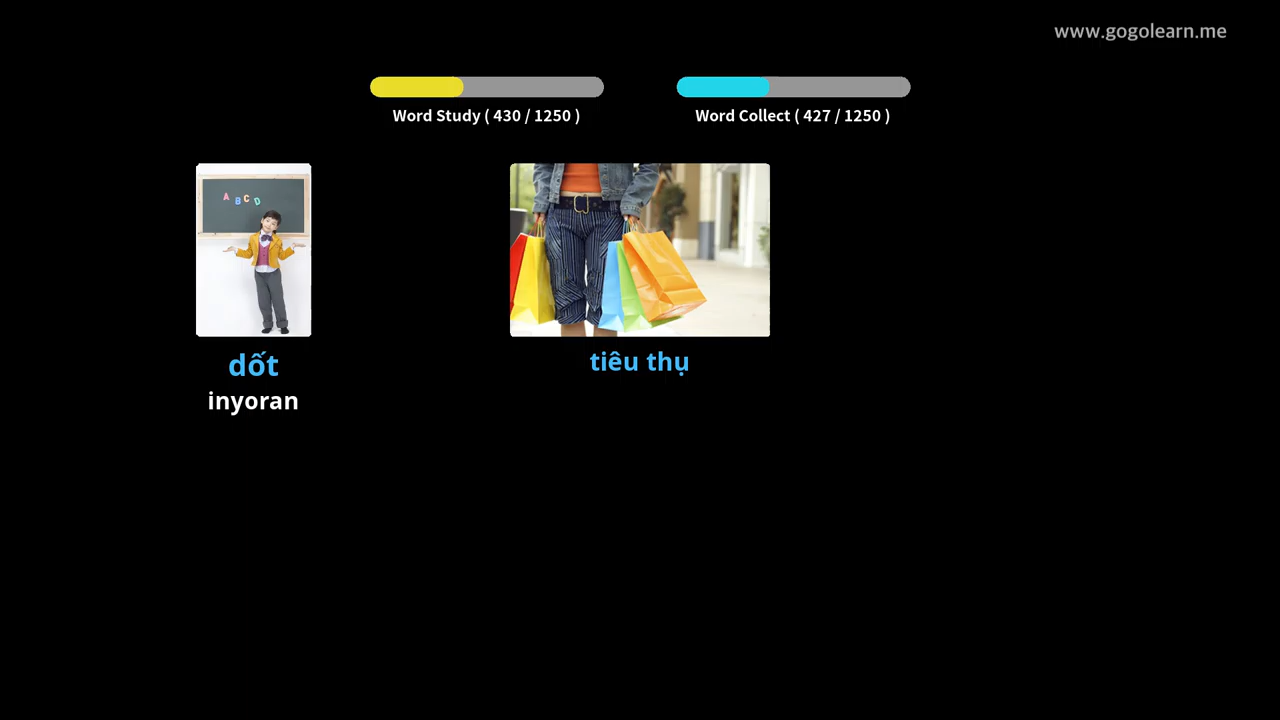 www.gogolearn.me
Word Study ( 430 / 1250 )
Word Collect ( 427 / 1250 )
A B C D
dốt
inyoran
tiêu thụ